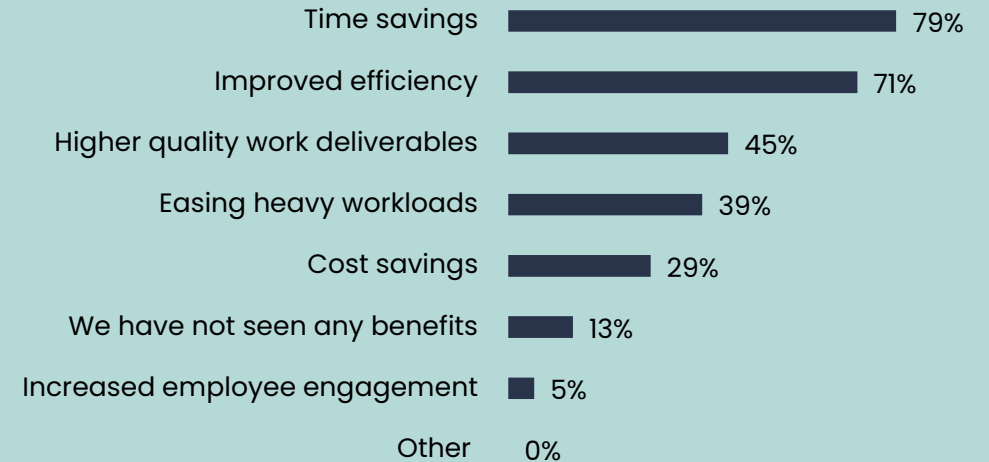 Time savings 79%
Improved efficiency 71%
Higher quality work deliverables 45%
Easing heavy workloads 39%
Cost savings 29%
We have not seen any benefits 13%
Increased employee engagement 5%
Other 0%